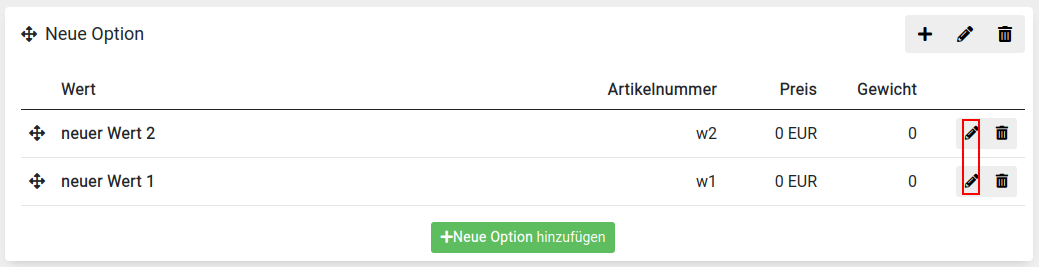 Neue Option
Wert Artikelnummer Preis Gewicht
neuer Wert 2 w2 0 EUR 0
neuer Wert 1 w1 0 EUR 0
Neue Option hinzufügen